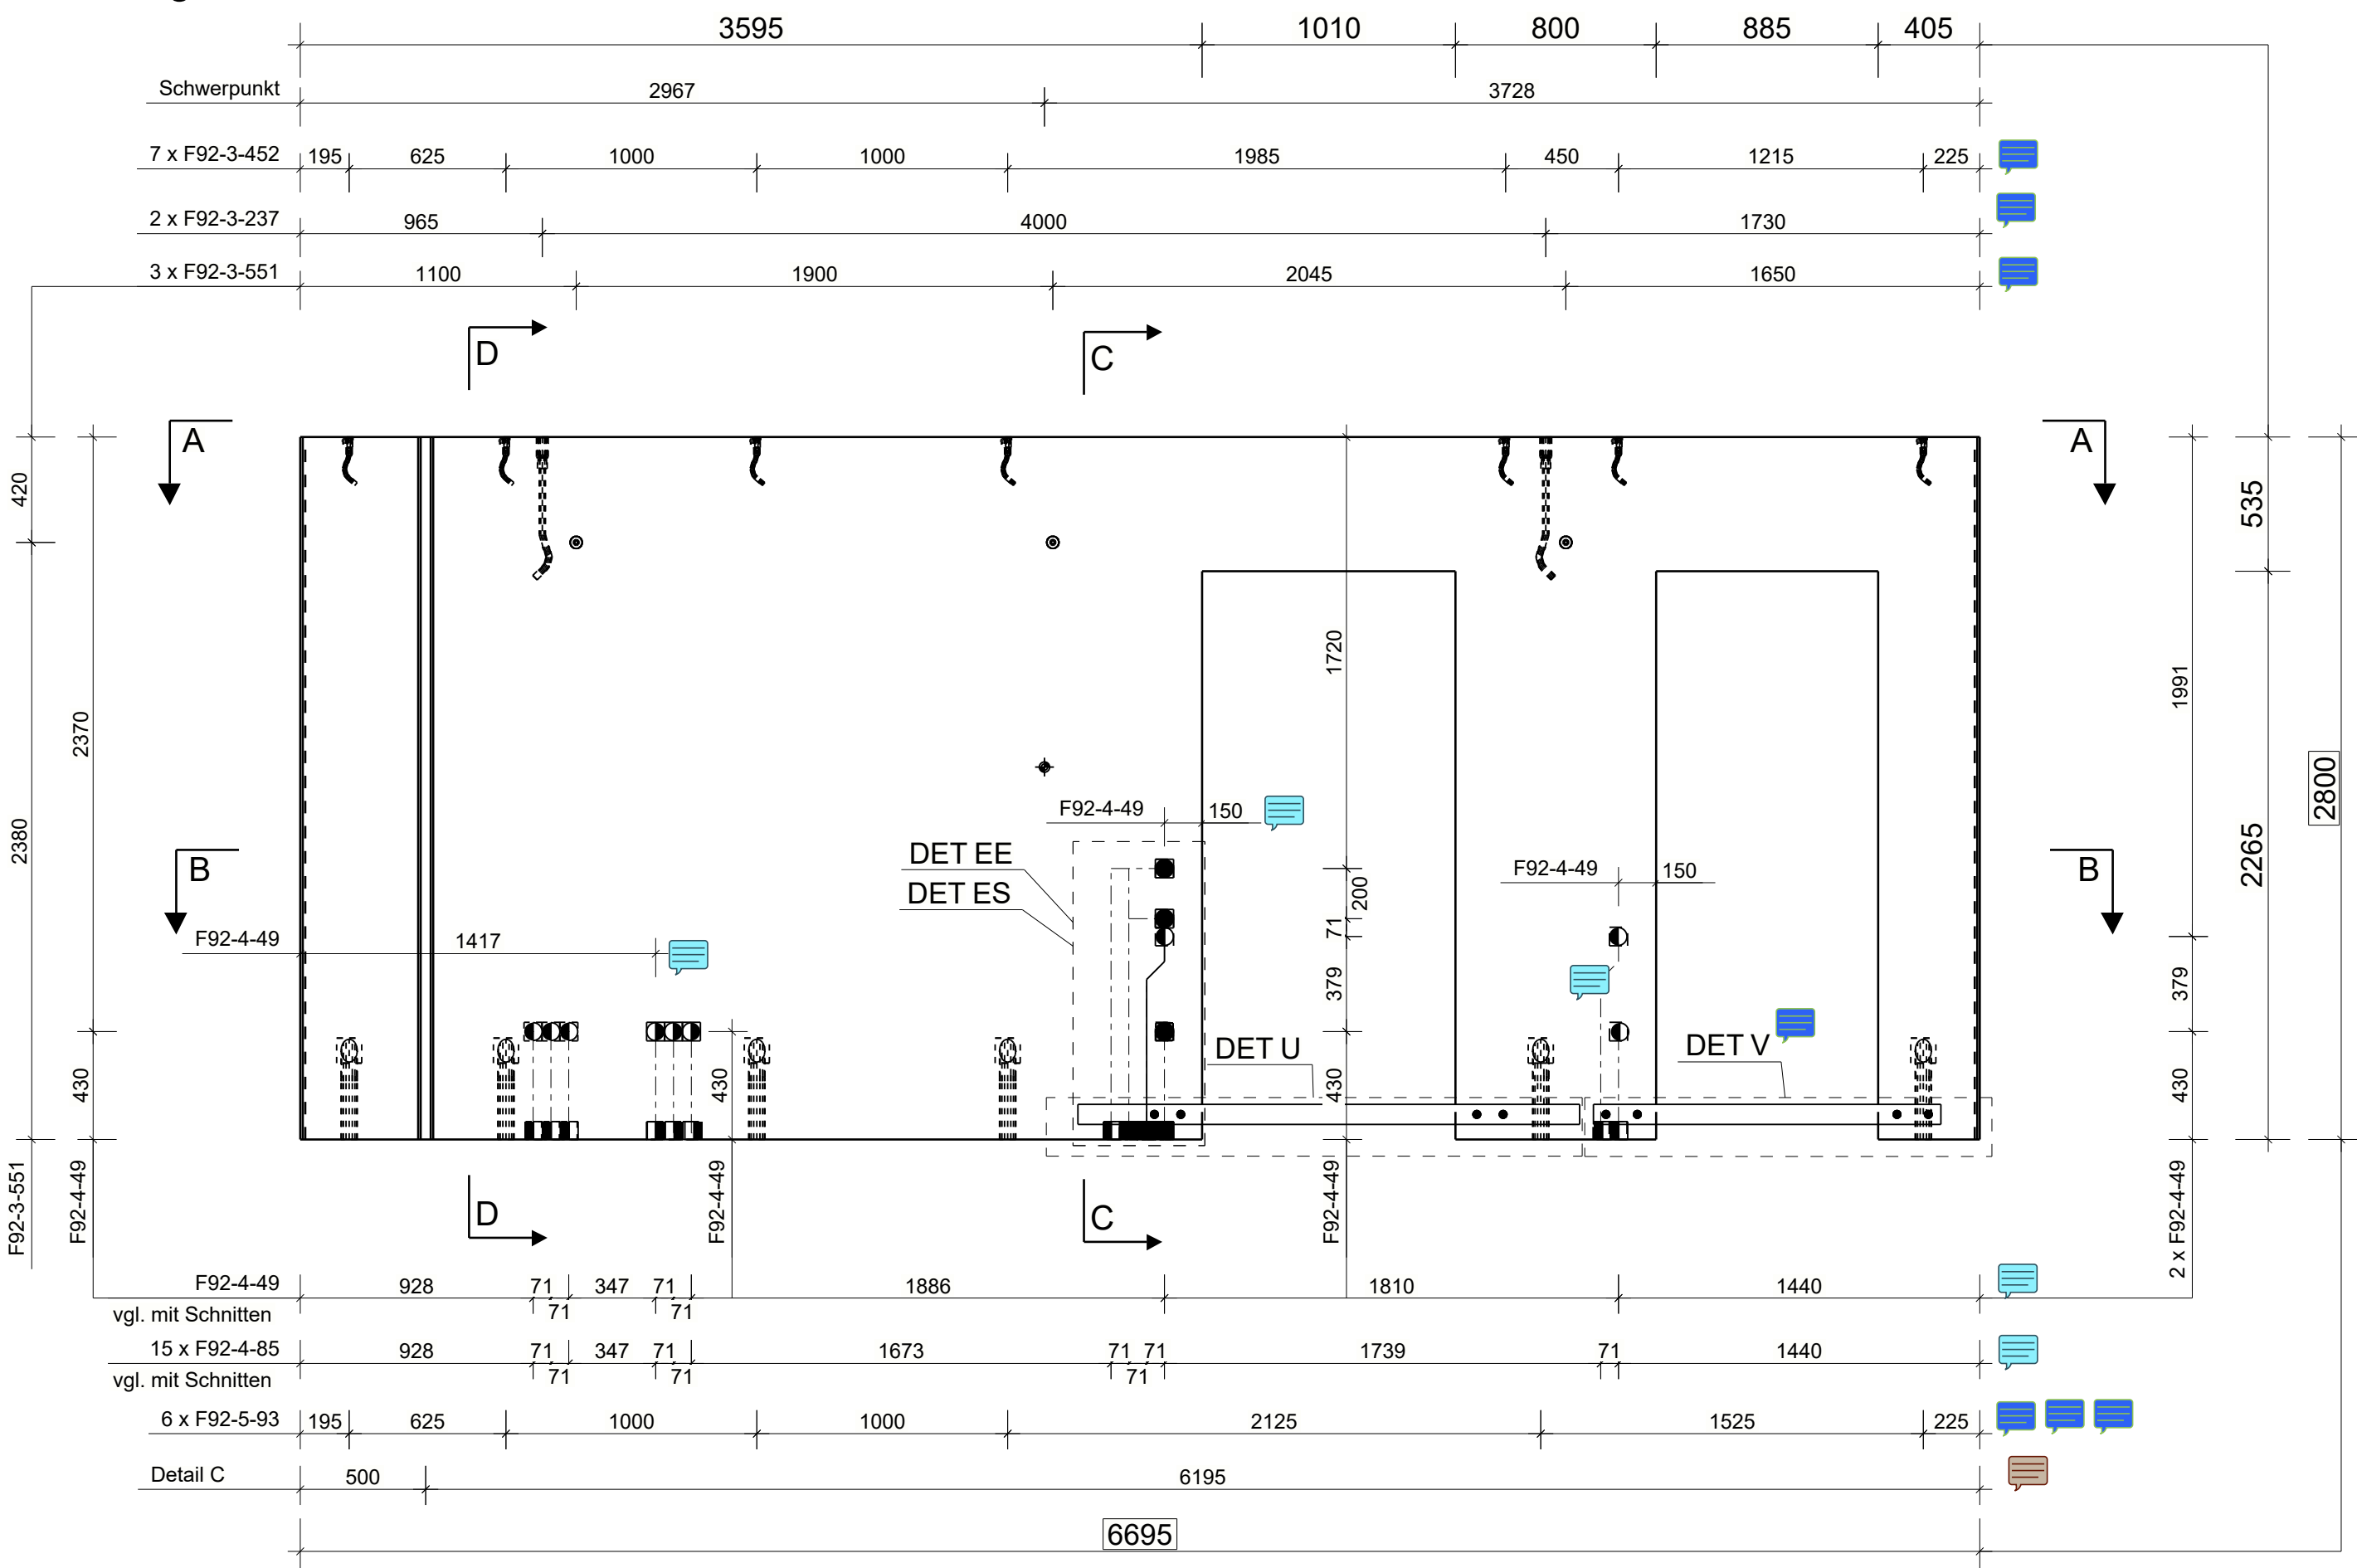 3595 1010 800 885 405
Schwerpunkt 2967 3728
7 x F92-3-452 195 625 1000 1000 1985 450 1215 225
2 x F92-3-237 965 4000 1730
3 x F92-3-551 1100 1900 2045 1650
D C
A A
420 535
1720
1991
2370
2380
2800
2265
F92-4-49 150
DET EE
DET ES
F92-4-49 150
200
71
B B
F92-4-49 1417
379 379
DET U DET V
430 430 430 430
D C
F92-3-551 F92-4-49 F92-4-49 F92-4-49 2 x F92-4-49
F92-4-49 928 71 347 71 1886 1810 1440
vgl. mit Schnitten 71 71
15 x F92-4-85 928 71 347 71 1673 71 71 1739 71 1440
vgl. mit Schnitten 71 71 71
6 x F92-5-93 195 625 1000 1000 2125 1525 225
Detail C 500 6195
6695